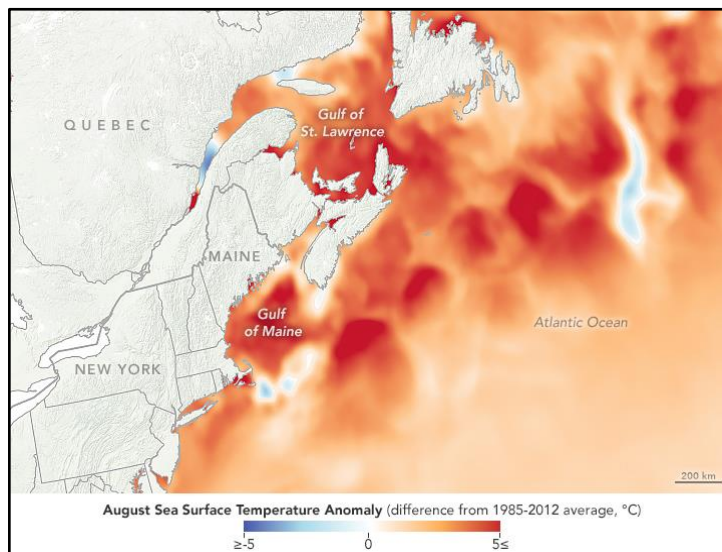 QUEBEC
Gulf of
St. Lawrence
MAINE
Gulf
of Maine
Atlantic Ocean
NEW YORK
200 km
August Sea Surface Temperature Anomaly (difference from 1985-2012 average, °C)
≥-5 0 5≤